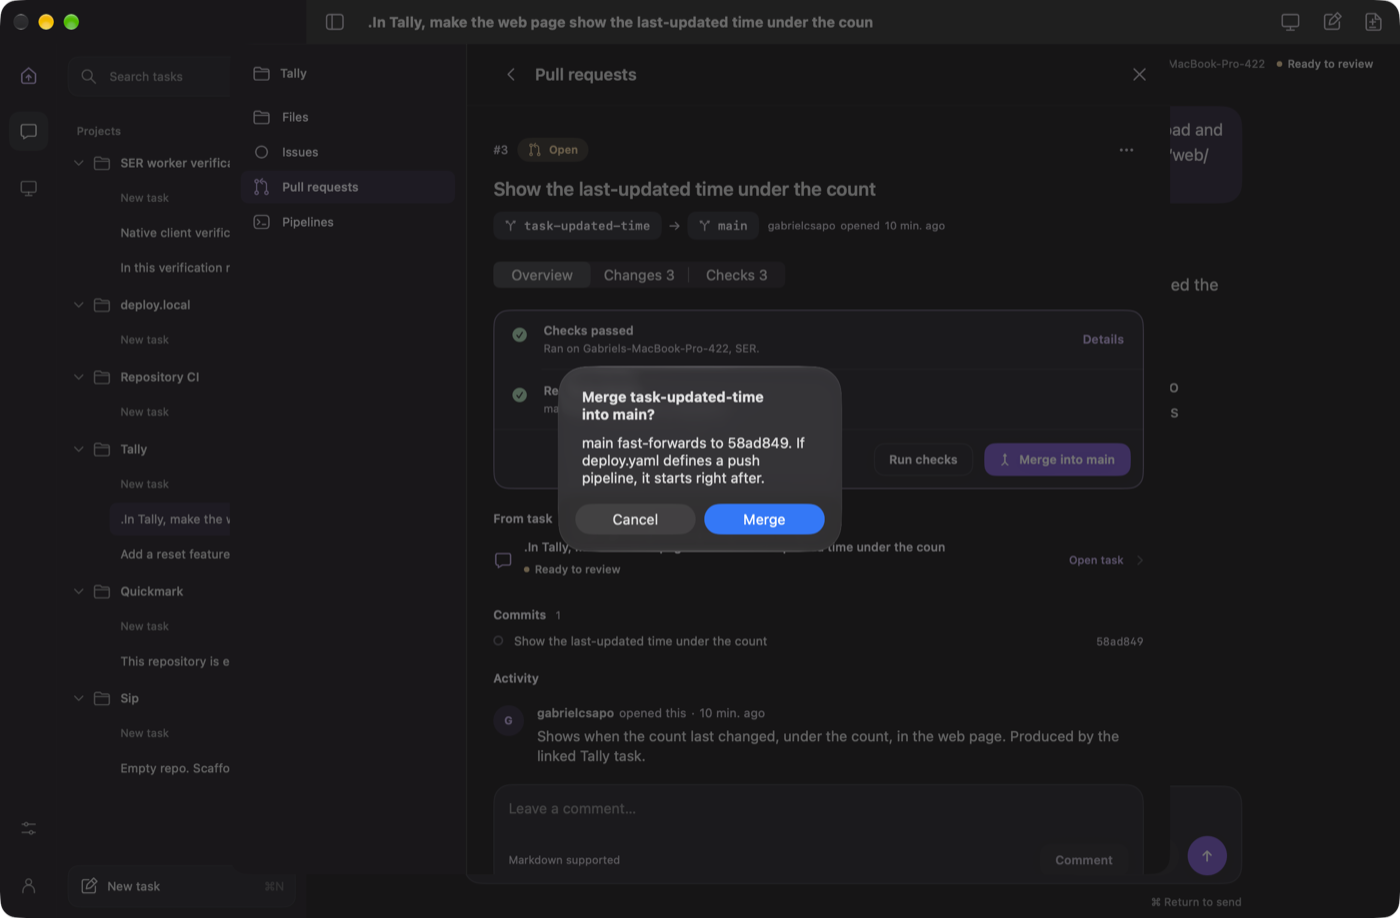 .In Tally, make the web page show the last-updated time under the coun
Search tasks
Projects
SER worker verifica
New task
Native client verific
In this verification r
deploy.local
New task
Repository CI
New task
Tally
New task
.In Tally, make the w
Add a reset feature
Quickmark
New task
This repository is e
Sip
New task
Empty repo. Scaffo
New task ⌘N
Tally
Files
Issues
Pull requests
Pipelines
Pull requests
#3 Open
Show the last-updated time under the count
task-updated-time → main gabrielcsapo opened 10 min. ago
Overview Changes 3 Checks 3
Checks passed
Ran on Gabriels-MacBook-Pro-422, SER.
Details
Re
ma
Run checks Merge into main
Merge task-updated-time
into main?
main fast-forwards to 58ad849. If
deploy.yaml defines a push
pipeline, it starts right after.
Cancel Merge
From task
.In Tally, time under the coun
Ready to review
Open task
Commits 1
Show the last-updated time under the count 58ad849
Activity
G
gabrielcsapo opened this · 10 min. ago
Shows when the count last changed, under the count, in the web page. Produced by the
linked Tally task.
Leave a comment...
Markdown supported Comment
MacBook-Pro-422 Ready to review
ad and
/web/
ed the
o
s
⌘ Return to send